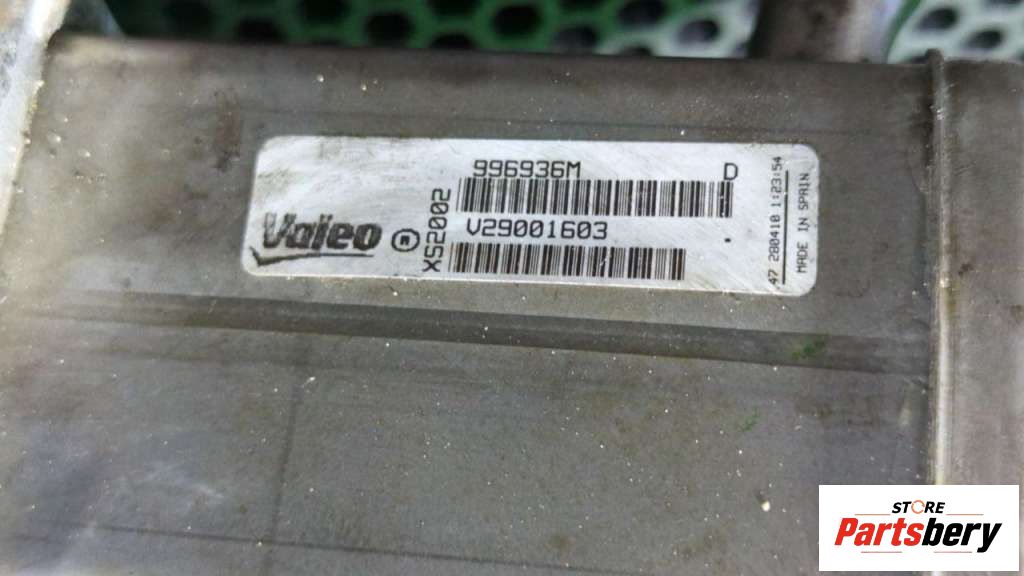 Valeo
®
XS2002
996936M
D
V29001603
47 280410 1:23:54
MADE IN SPAIN
STORE
Partsbery